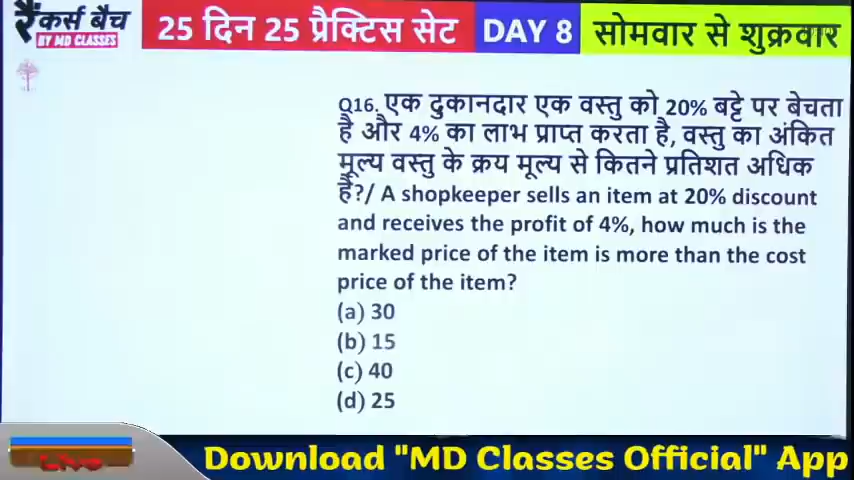 रैंकर्स बैच
BY MD CLASSES
25 दिन 25 प्रैक्टिस सेट
DAY 8
सोमवार से शुक्रवार
Q16. एक दुकानदार एक वस्तु को 20% बट्टे पर बेचता
है और 4% का लाभ प्राप्त करता है, वस्तु का अंकित
मूल्य वस्तु के क्रय मूल्य से कितने प्रतिशत अधिक
हैं?/ A shopkeeper sells an item at 20% discount
and receives the profit of 4%, how much is the
marked price of the item is more than the cost
price of the item?
(a) 30
(b) 15
(c) 40
(d) 25
Live
Download "MD Classes Official" App